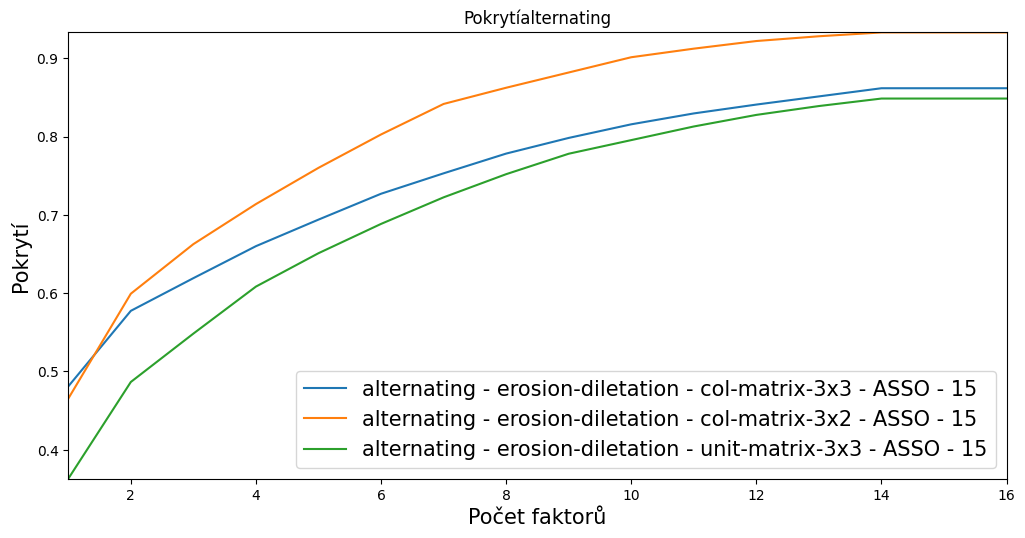 Pokrytíalternating
0.9
0.8
0.7
0.6
0.5
0.4
Pokrytí
alternating - erosion-diletation - col-matrix-3x3 - ASSO - 15
alternating - erosion-diletation - col-matrix-3x2 - ASSO - 15
alternating - erosion-diletation - unit-matrix-3x3 - ASSO - 15
2 4 6 8 10 12 14 16
Počet faktorů